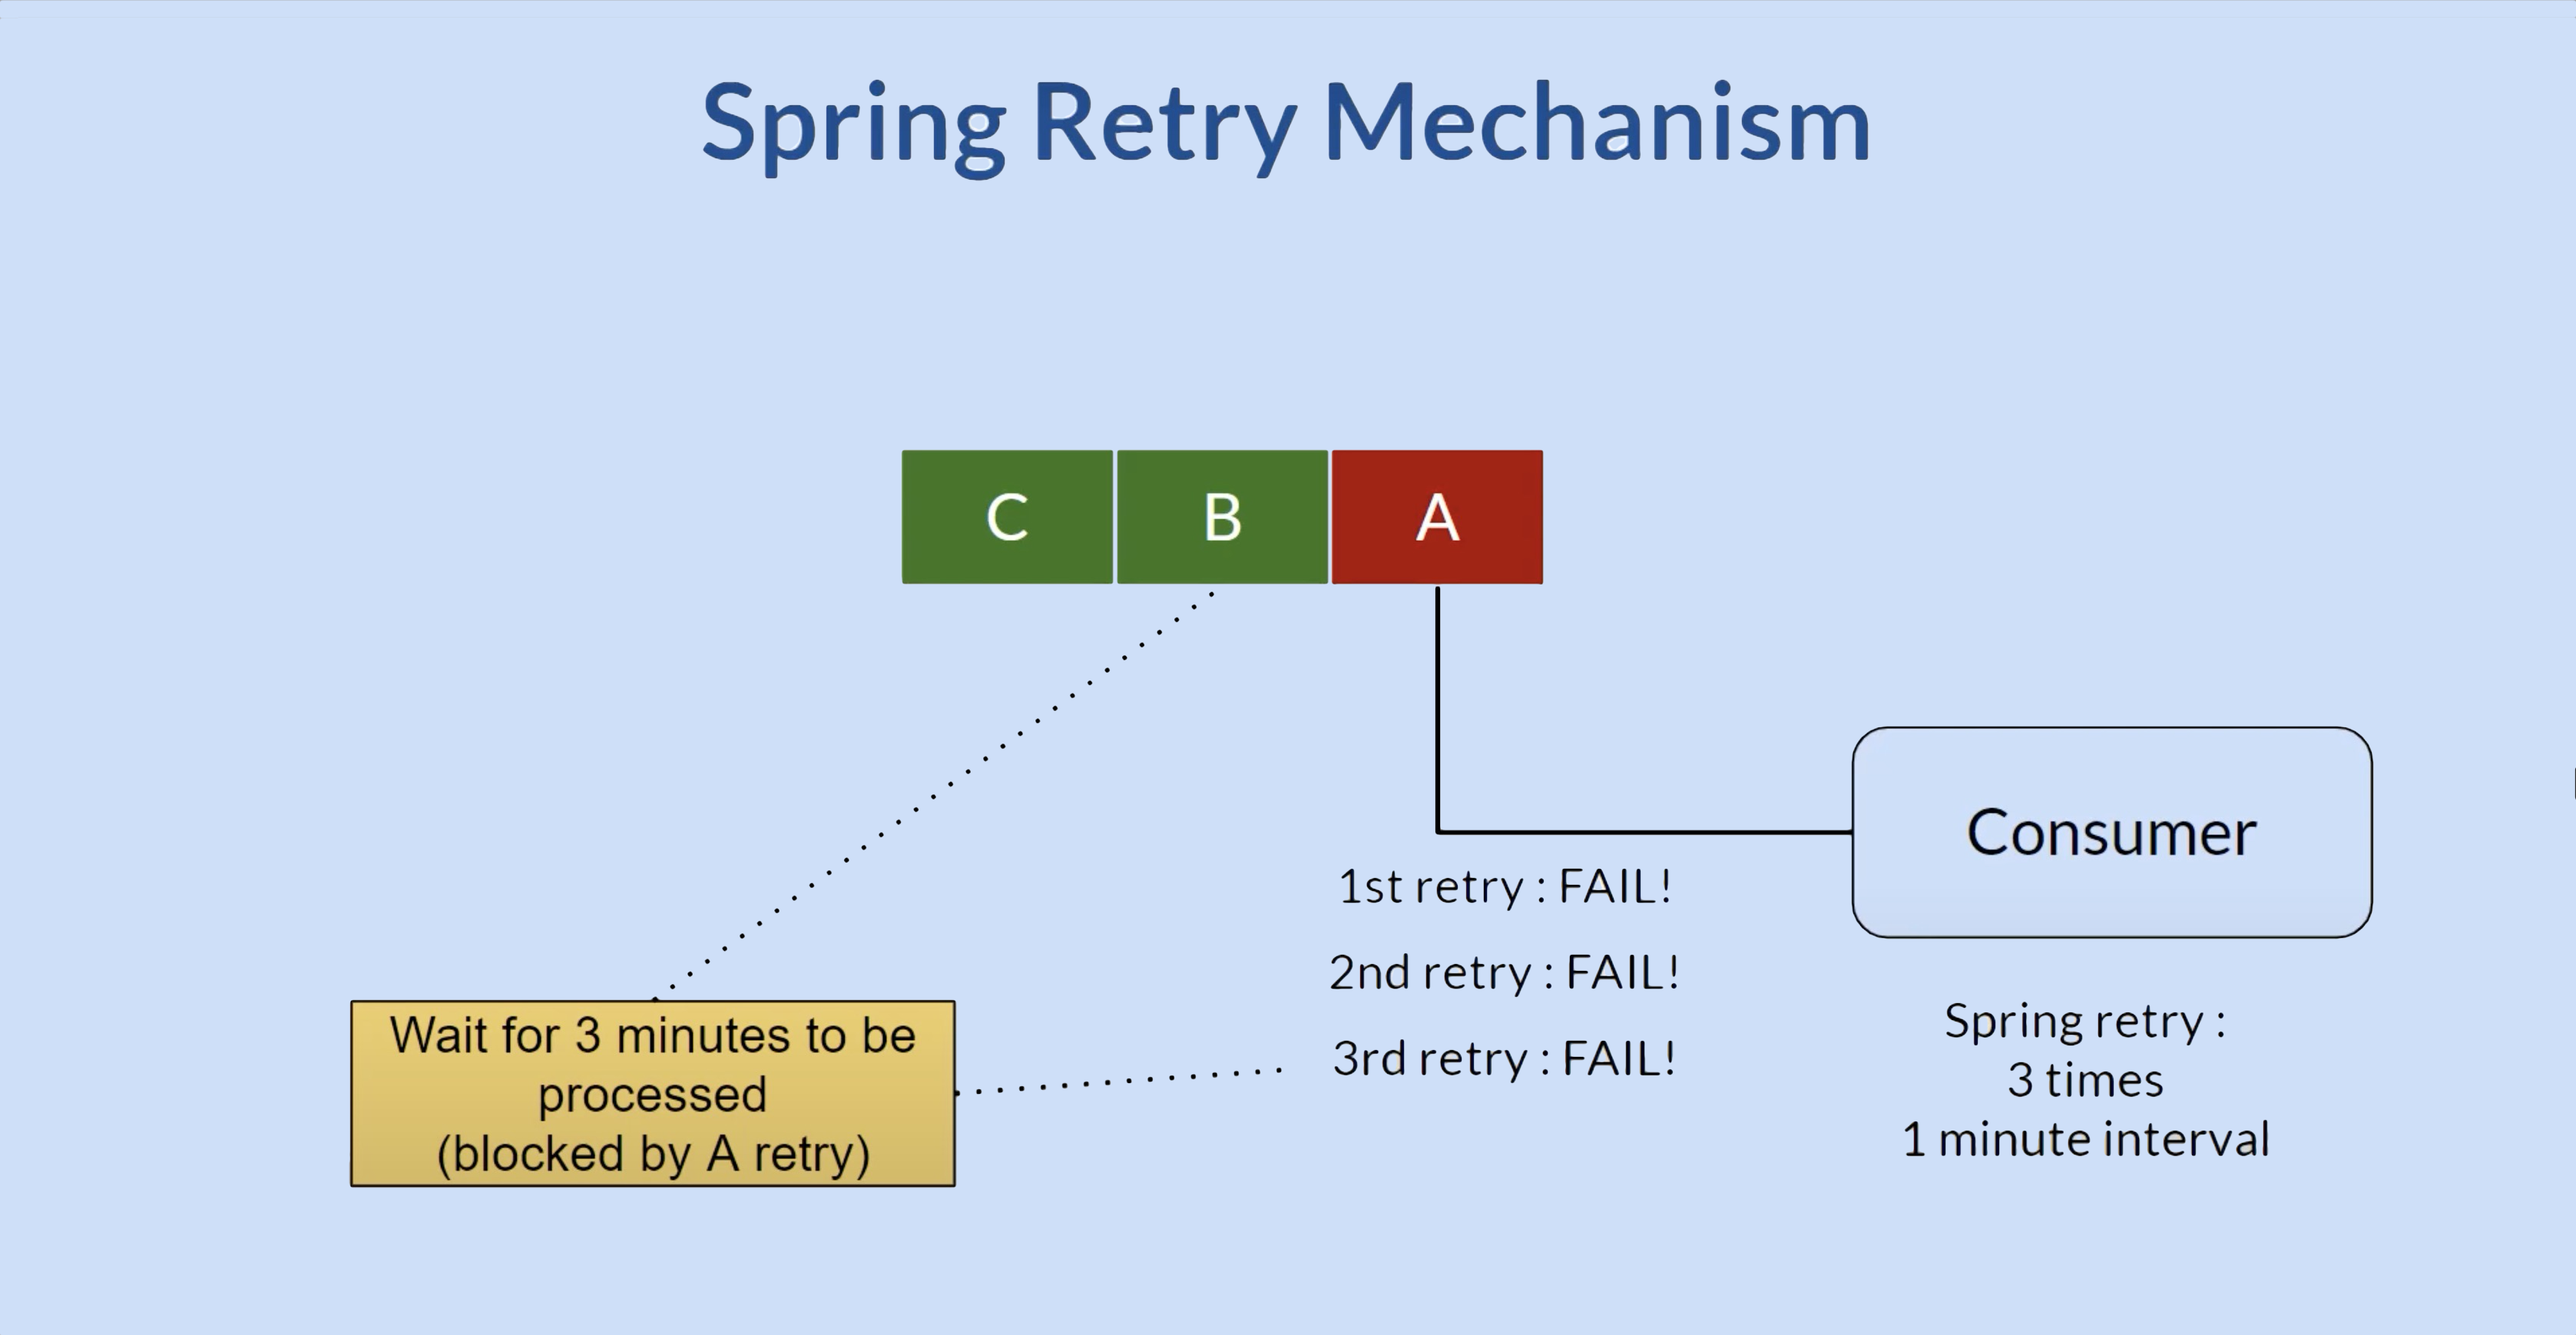 Spring Retry Mechanism
C
B
A
Consumer
1st retry : FAIL!
2nd retry : FAIL!
3rd retry : FAIL!
Wait for 3 minutes to be
processed
(blocked by A retry)
Spring retry :
3 times
1 minute interval